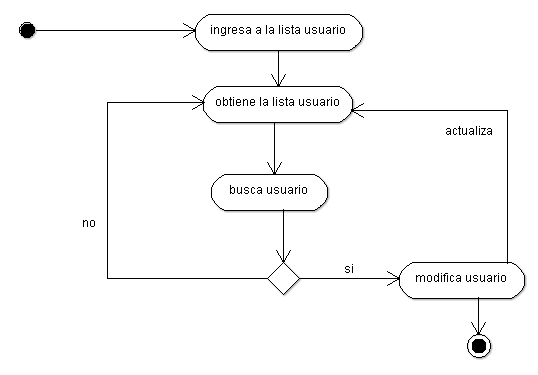 ingresa a la lista usuario
obtiene la lista usuario
actualiza
busca usuario
no
si
modifica usuario